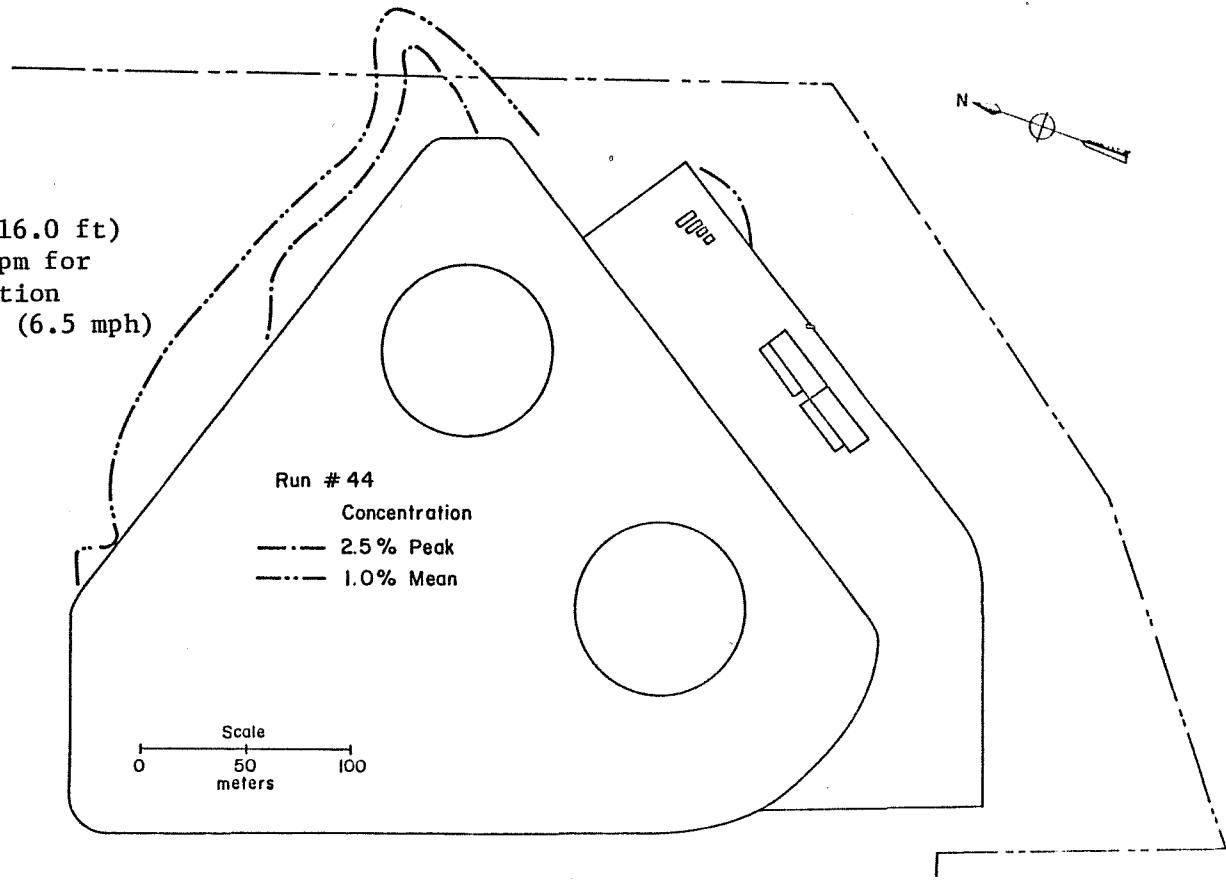 N
16.0 ft)
pm for
tion
(6.5 mph)
Run # 44
Concentration
2.5% Peak
1.0% Mean
Scale
0 50 100
meters